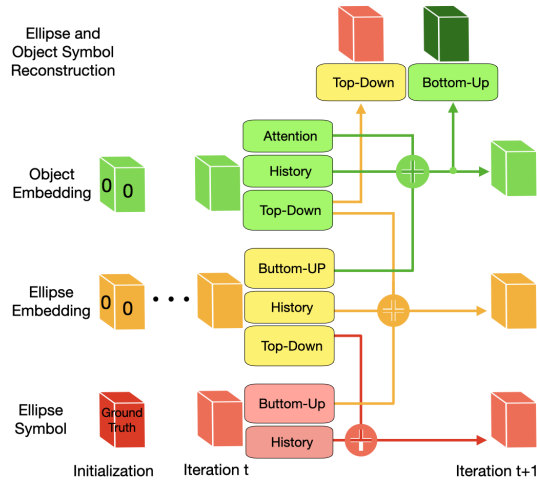 Ellipse and
Object Symbol
Reconstruction
Top-Down
Bottom-Up
Attention
Object
Embedding
0 0
History
Top-Down
Buttom-UP
Ellipse
Embedding
0 0
• • •
History
Top-Down
Ellipse
Symbol
Ground
Truth
Buttom-Up
History
Initialization
Iteration t
Iteration t+1